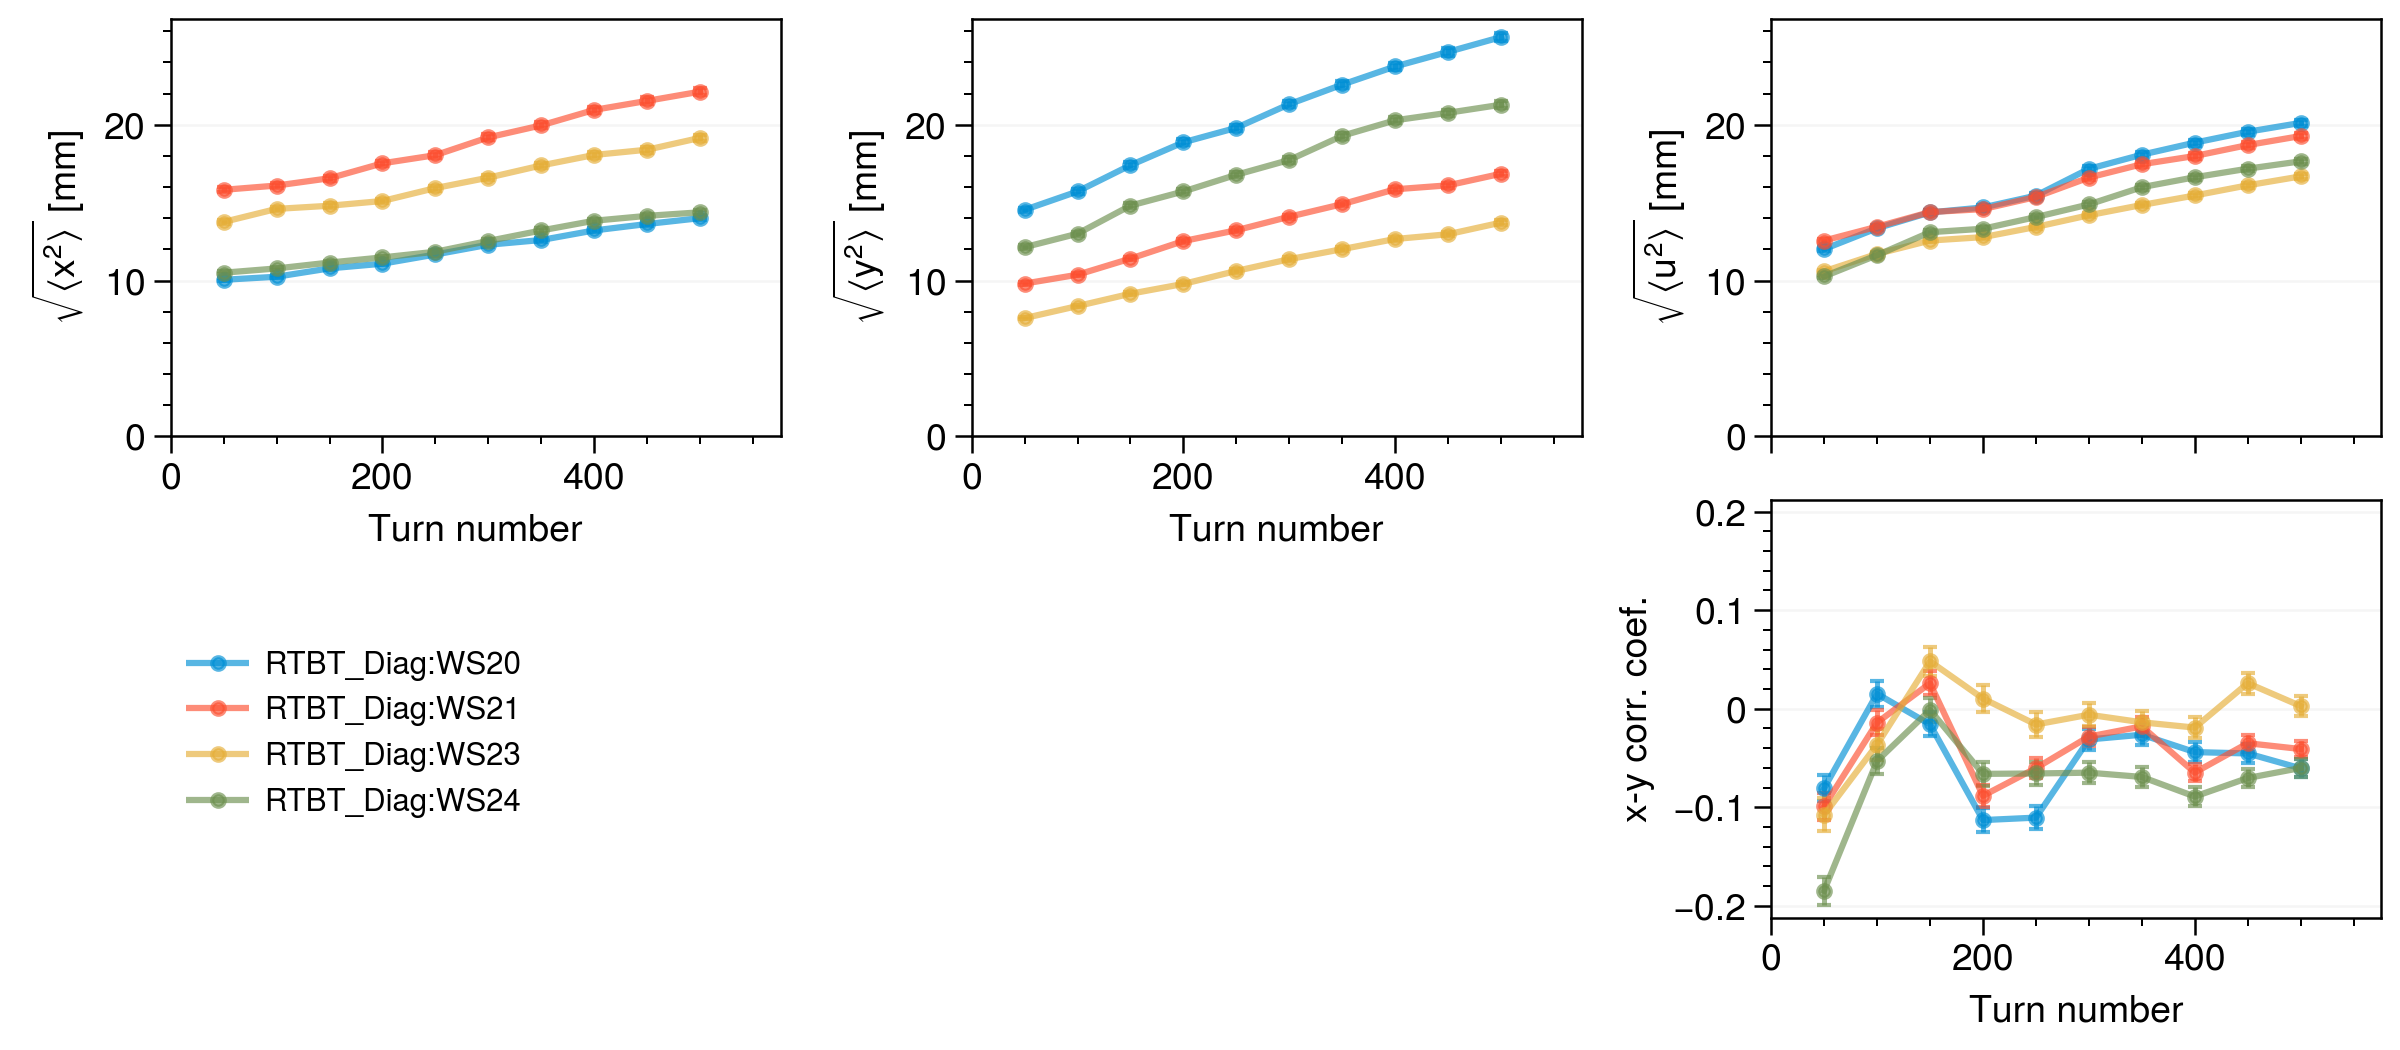 √⟨x²⟩ [mm]
20
10
0
0 200 400
Turn number
√⟨y²⟩ [mm]
20
10
0
0 200 400
Turn number
√⟨u²⟩ [mm]
20
10
0
RTBT_Diag:WS20
RTBT_Diag:WS21
RTBT_Diag:WS23
RTBT_Diag:WS24
x-y corr. coef.
0.2
0.1
0
−0.1
−0.2
0 200 400
Turn number